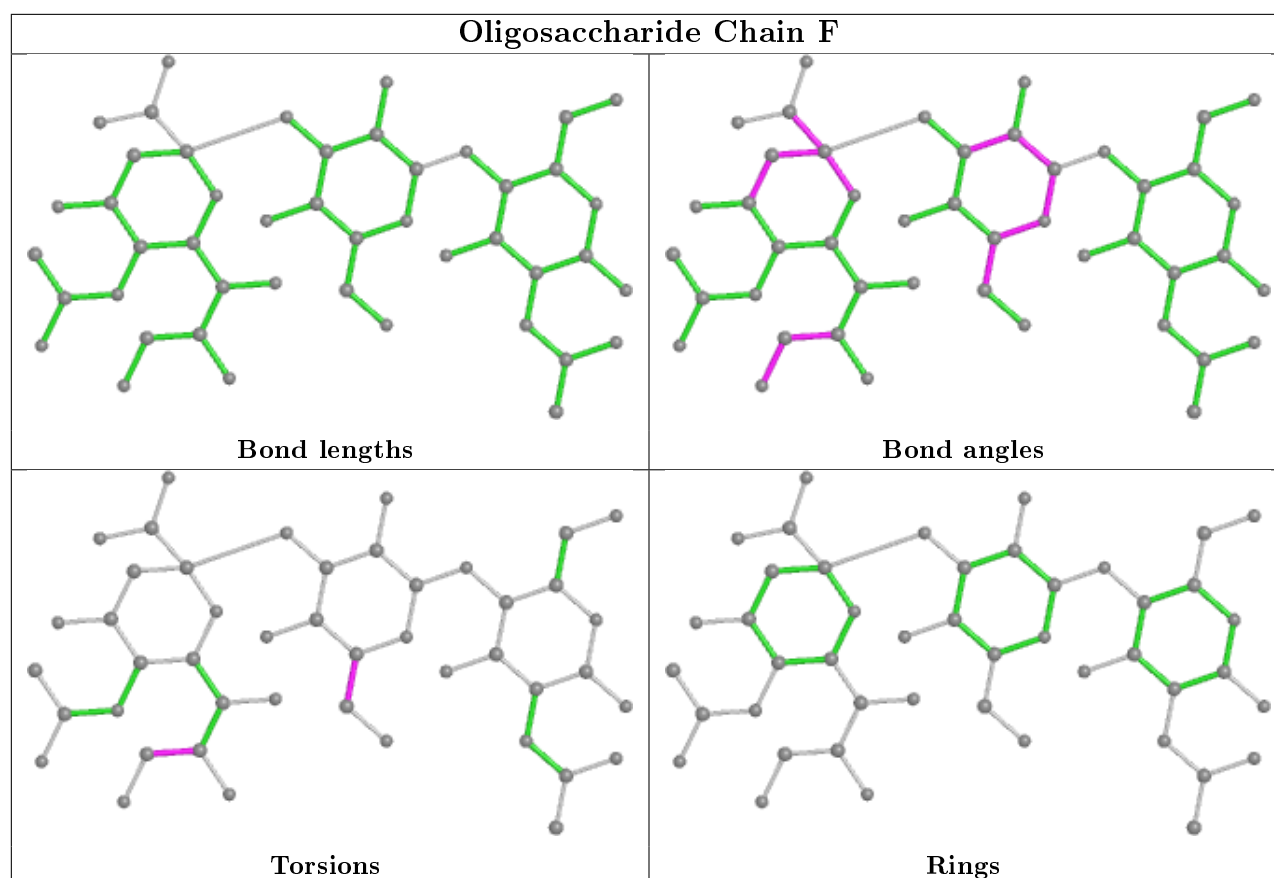 Oligosaccharide Chain F
Bond lengths
Bond angles
Torsions
Rings